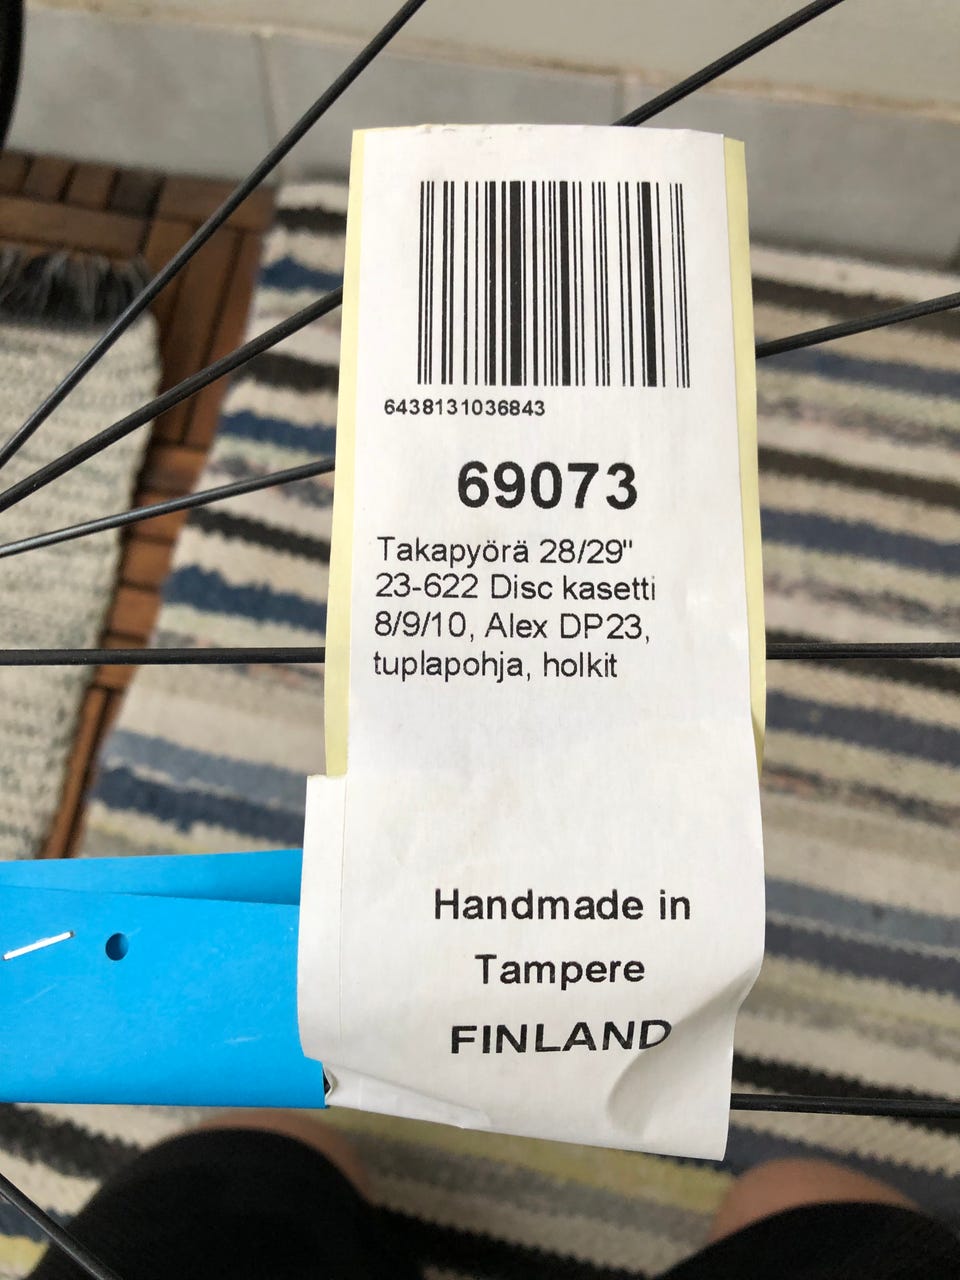 6438131036843
69073
Takapyörä 28/29"
23-622 Disc kasetti
8/9/10, Alex DP23,
tuplapohja, holkit
Handmade in
Tampere
FINLAND